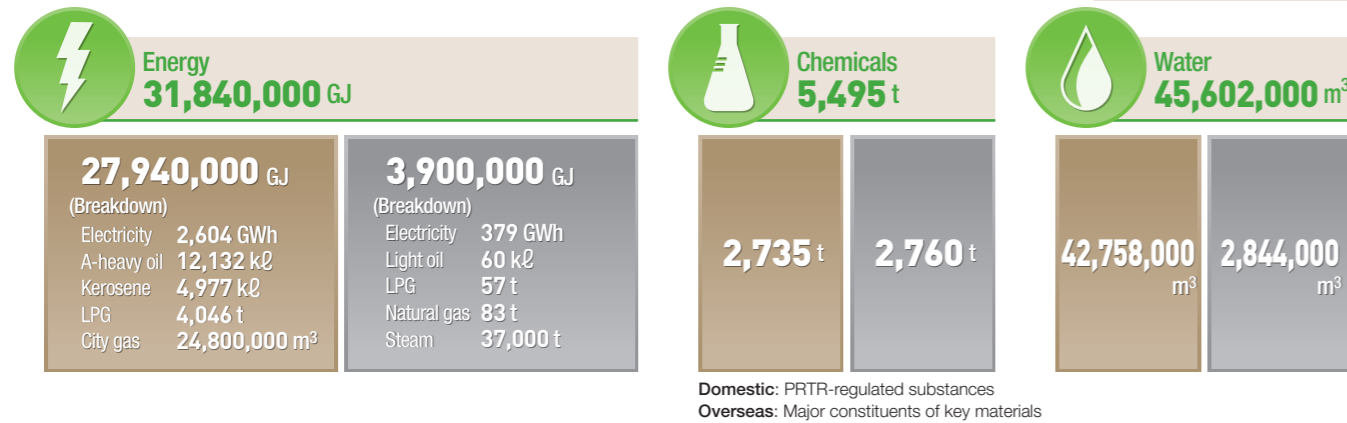 Energy
31,840,000 GJ
27,940,000 GJ
(Breakdown)
Electricity 2,604 GWh
A-heavy oil 12,132 kℓ
Kerosene 4,977 kℓ
LPG 4,046 t
City gas 24,800,000 m³
3,900,000 GJ
(Breakdown)
Electricity 379 GWh
Light oil 60 kℓ
LPG 57 t
Natural gas 83 t
Steam 37,000 t
Chemicals
5,495 t
2,735 t
2,760 t
Domestic: PRTR-regulated substances
Overseas: Major constituents of key materials
Water
45,602,000 m³
42,758,000
m³
2,844,000
m³